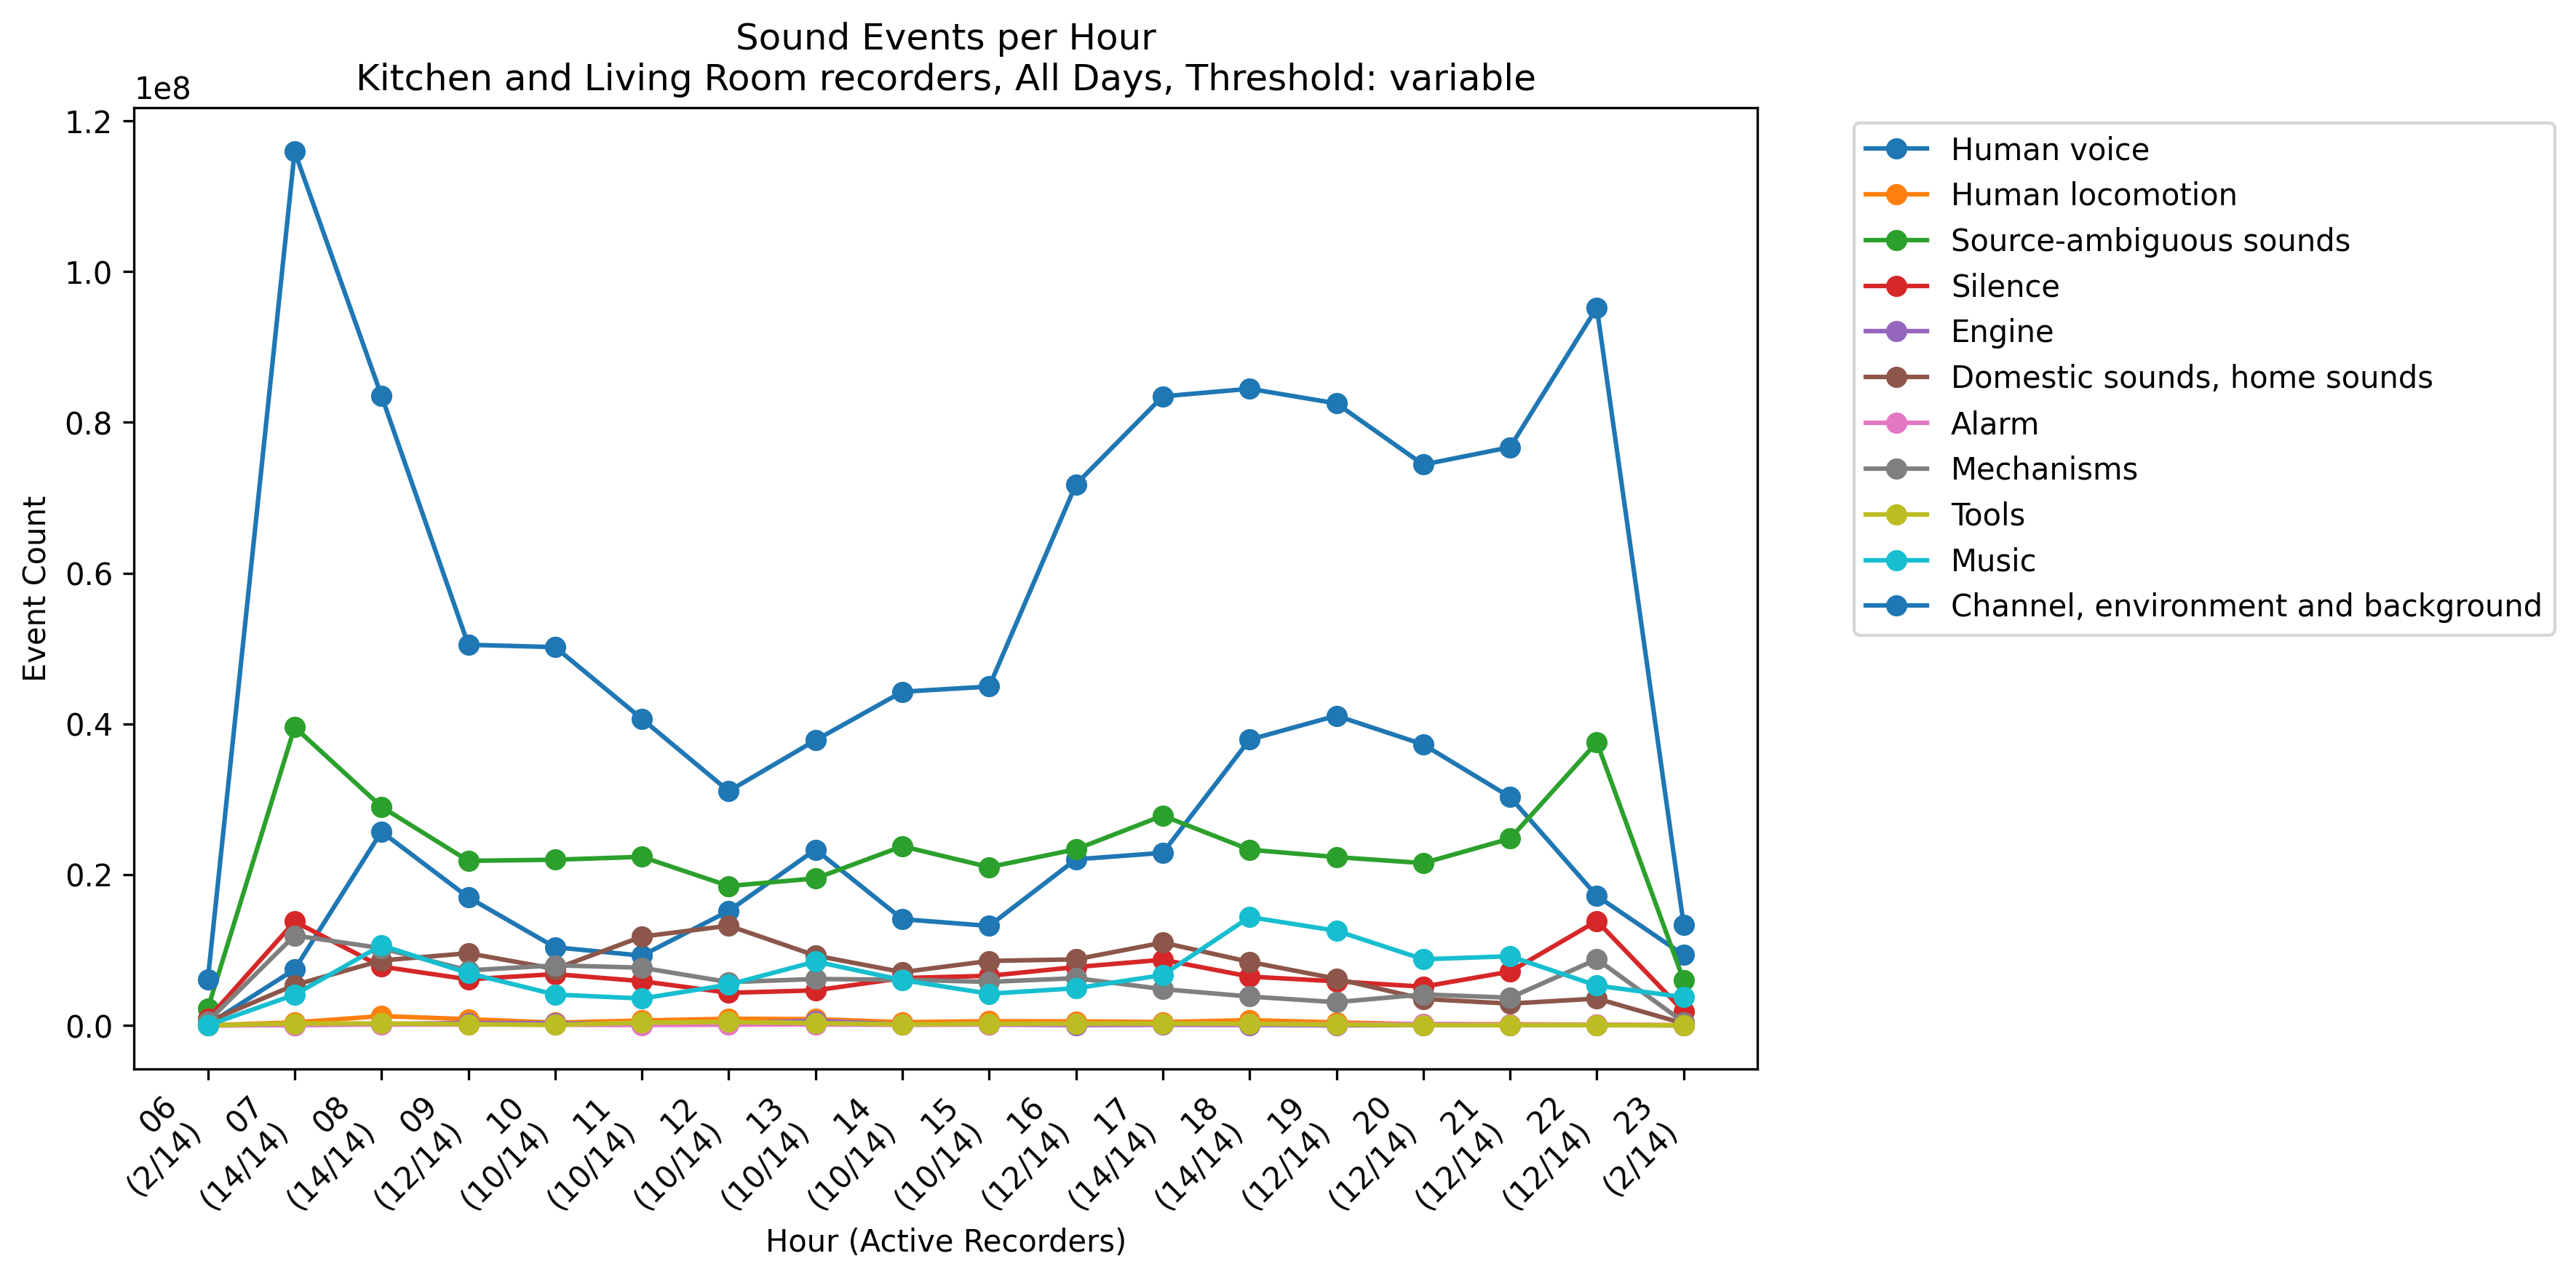 Sound Events per Hour
Kitchen and Living Room recorders, All Days, Threshold: variable
1e8
1.2
1.0
0.8
0.6
0.4
0.2
0.0
Event Count
06
(2/14)
07
(14/14)
08
(14/14)
09
(12/14)
10
(10/14)
11
(10/14)
12
(10/14)
13
(10/14)
14
(10/14)
15
(10/14)
16
(12/14)
17
(14/14)
18
(14/14)
19
(12/14)
20
(12/14)
21
(12/14)
22
(12/14)
23
(2/14)
Hour (Active Recorders)
Human voice
Human locomotion
Source-ambiguous sounds
Silence
Engine
Domestic sounds, home sounds
Alarm
Mechanisms
Tools
Music
Channel, environment and background